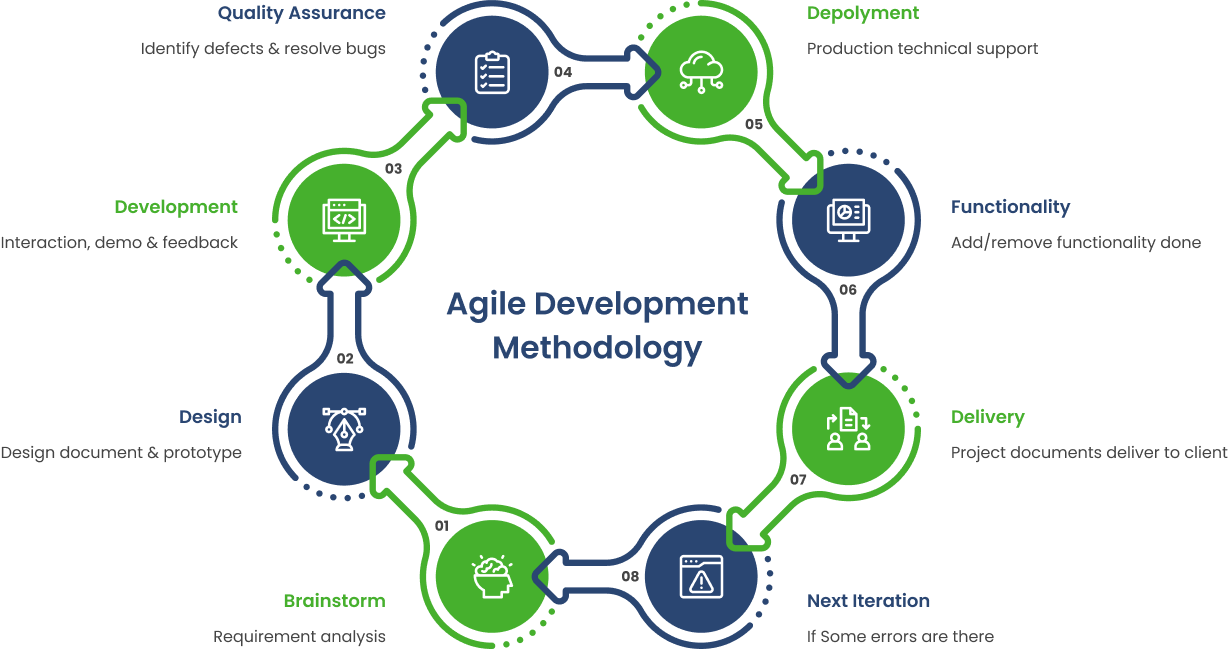 Quality Assurance
Identify defects & resolve bugs
04
Depolyment
Production technical support
05
03
Development
Interaction, demo & feedback
Functionality
Add/remove functionality done
06
Agile Development
Methodology
02
Design
Design document & prototype
Delivery
Project documents deliver to client
07
01
Brainstorm
Requirement analysis
08
Next Iteration
If Some errors are there